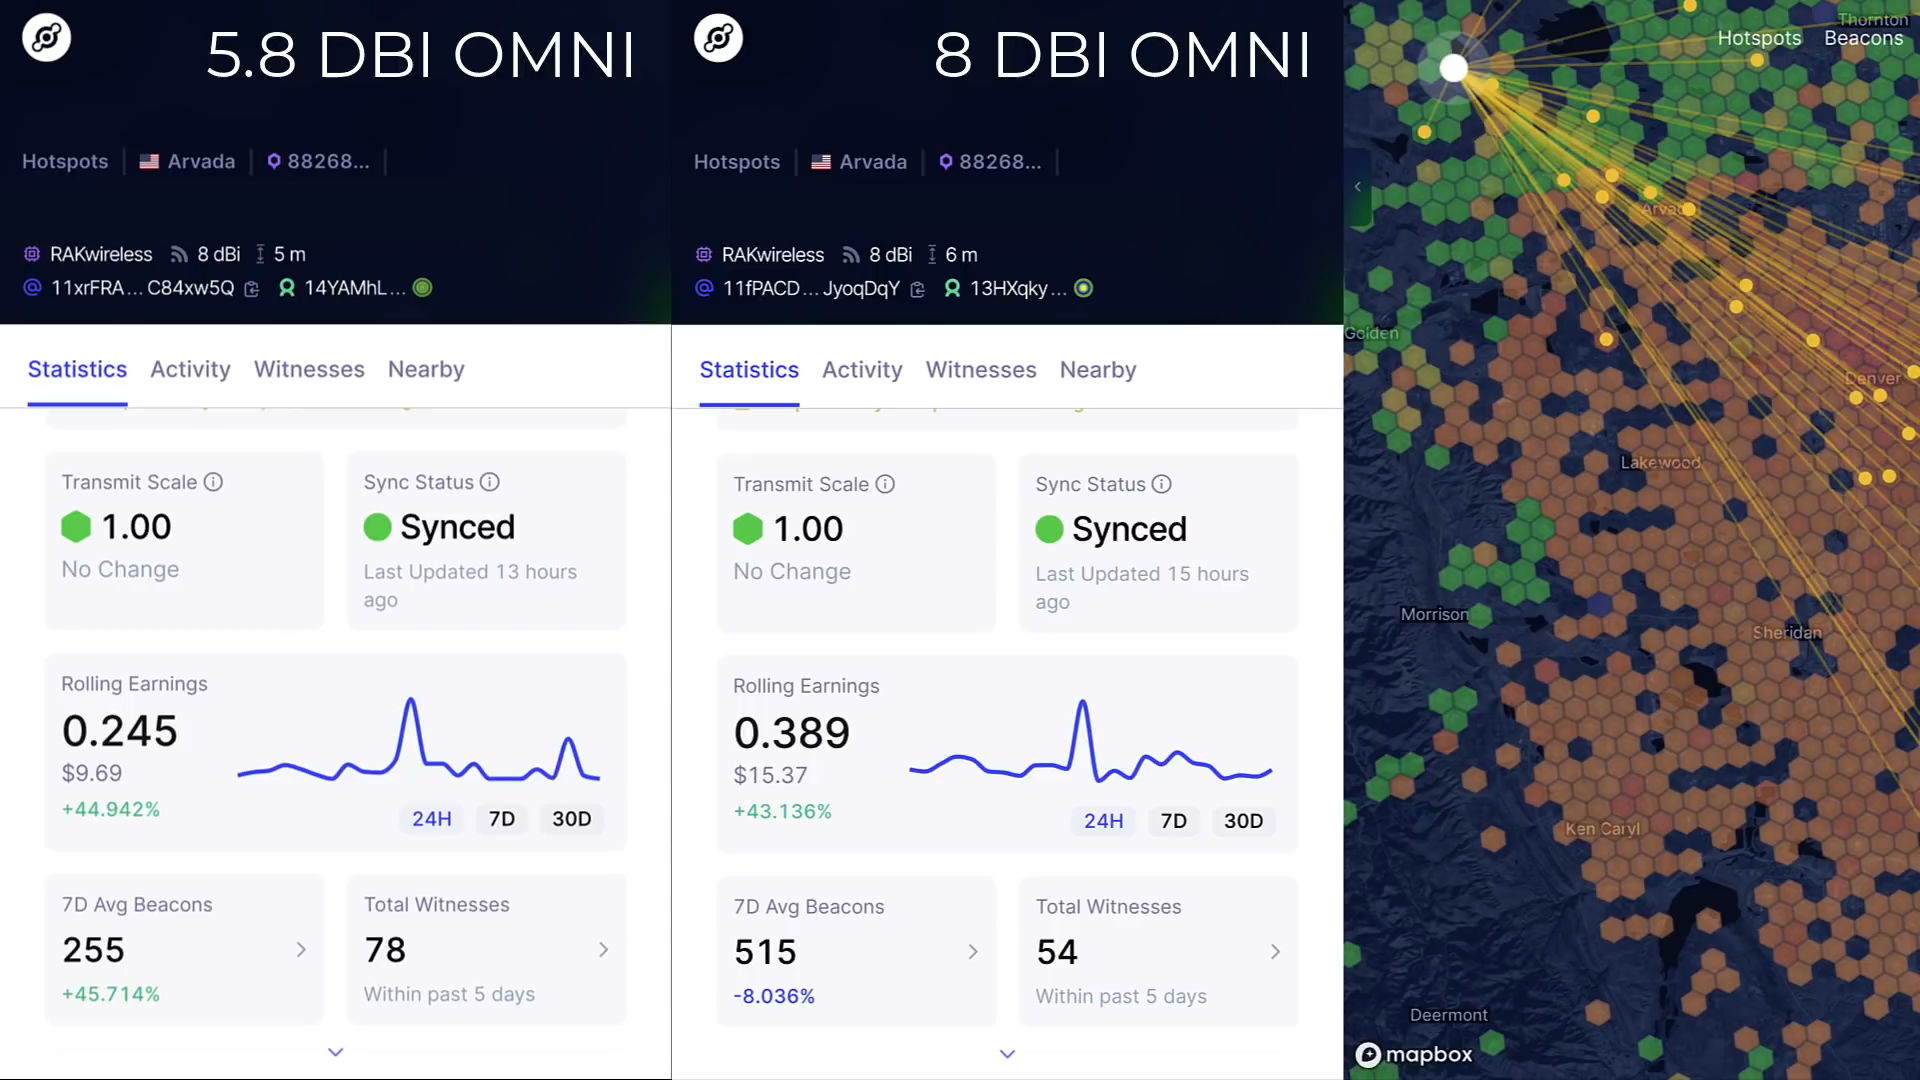 5.8 DBI OMNI
Hotspots Arvada 88268...
RAKwireless 8 dBi 5 m
11xrFRA... C84xw5Q 14YAMhL...
Statistics Activity Witnesses Nearby
Transmit Scale
1.00
No Change
Sync Status
Synced
Last Updated 13 hours
ago
Rolling Earnings
0.245
$9.69
+44.942%
24H 7D 30D
7D Avg Beacons
255
+45.714%
Total Witnesses
78
Within past 5 days
8 DBI OMNI
Hotspots Arvada 88268...
RAKwireless 8 dBi 6 m
11fPACD... JyoqDqY 13HXqky...
Statistics Activity Witnesses Nearby
Transmit Scale
1.00
No Change
Sync Status
Synced
Last Updated 15 hours
ago
Rolling Earnings
0.389
$15.37
+43.136%
24H 7D 30D
7D Avg Beacons
515
-8.036%
Total Witnesses
54
Within past 5 days
Thornton
Hotspots Beacons
Golden
Denver
Lakewood
Morrison
Sheridan
Ken Caryl
Deermont
mapbox